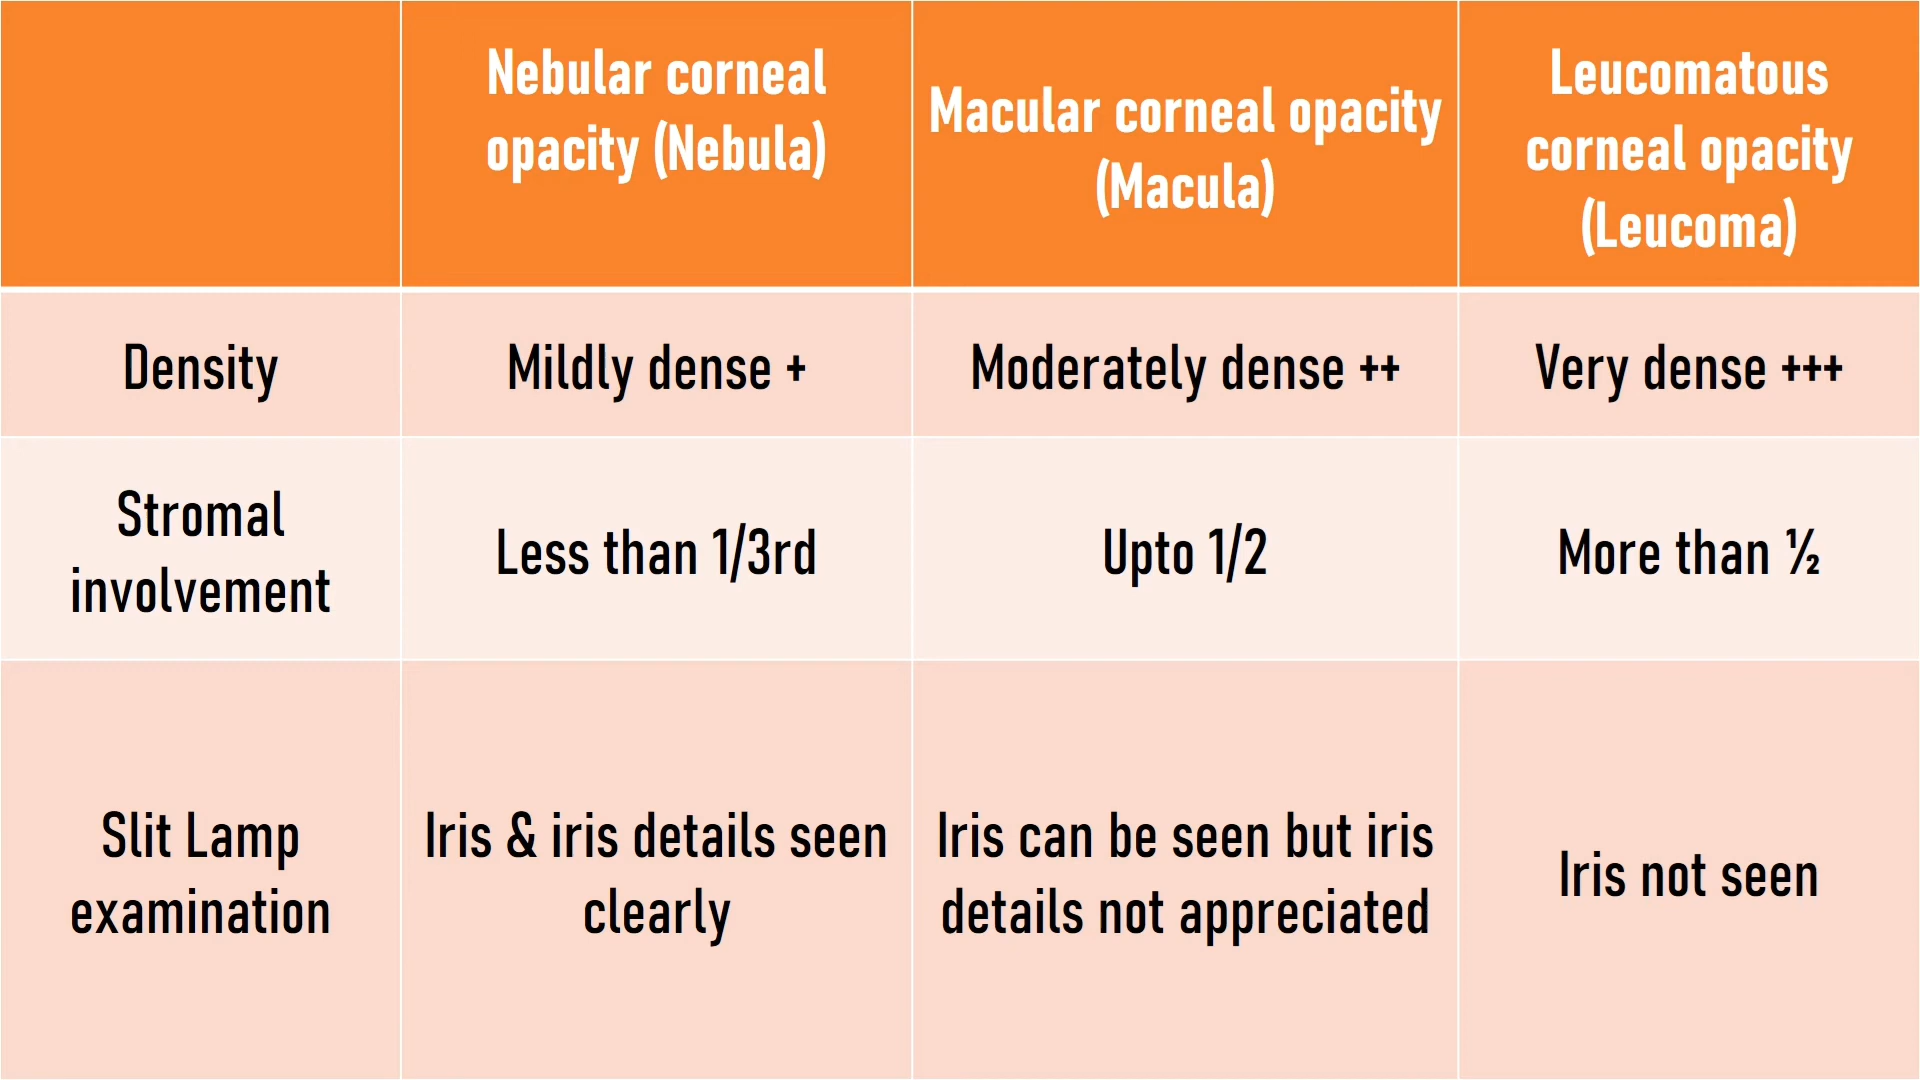 Nebular corneal
opacity (Nebula)
Macular corneal opacity
(Macula)
Leucomatous
corneal opacity
(Leucoma)
Density
Mildly dense +
Moderately dense ++
Very dense +++
Stromal
involvement
Less than 1/3rd
Upto 1/2
More than ½
Slit Lamp
examination
Iris & iris details seen
clearly
Iris can be seen but iris
details not appreciated
Iris not seen